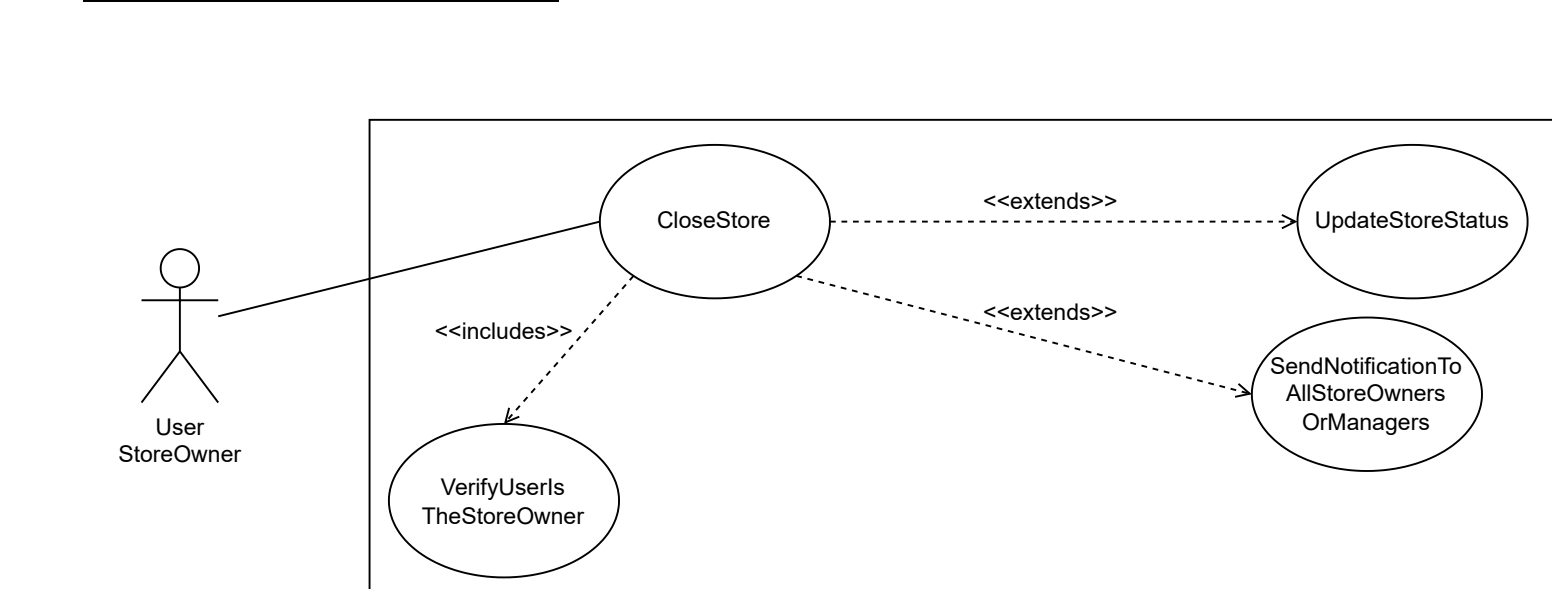 CloseStore
<<extends>>
UpdateStoreStatus
<<includes>>
<<extends>>
SendNotificationTo
AllStoreOwners
OrManagers
User
StoreOwner
VerifyUserIs
TheStoreOwner